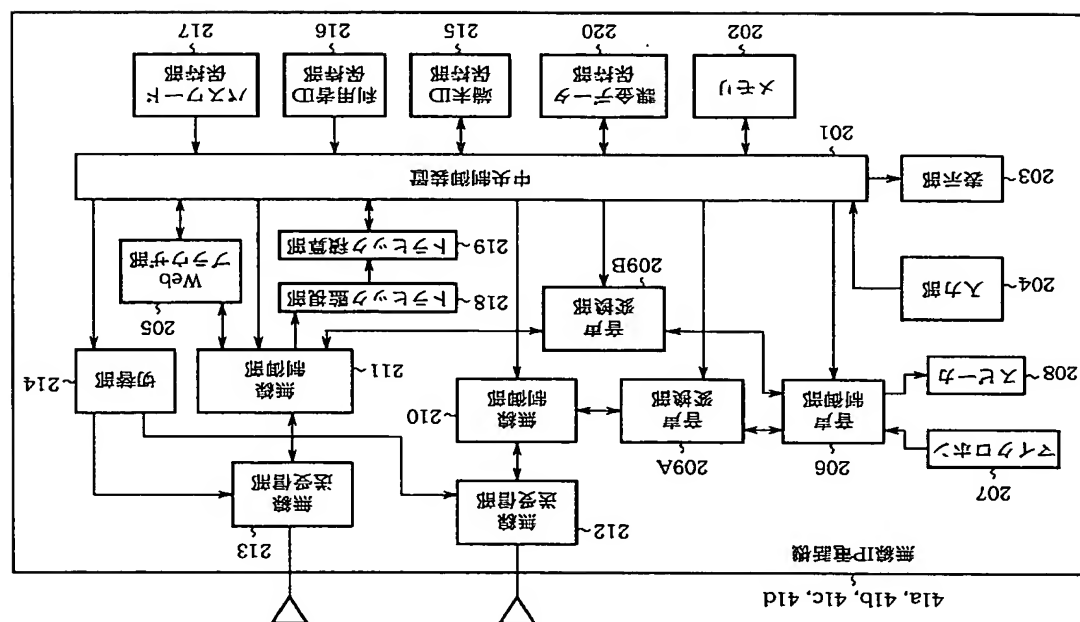 41a, 41b, 41c, 41d
無線IP電話機
213
無線
送受信部
212
無線
送受信部
207
マイクロホン
206
音声
制御部
209A
音声
変換部
210
無線
制御部
211
無線
制御部
214
切替部
208
スピーカ
204
入力部
209B
音声
変換部
218
トラヒック監視部
219
トラヒック積算部
205
Web
ブラウザ部
203
表示部
中央制御装置
201
メモリ
202
課金データ
保持部
220
端末ID
保持部
215
利用者ID
保持部
216
パスワード
保持部
217